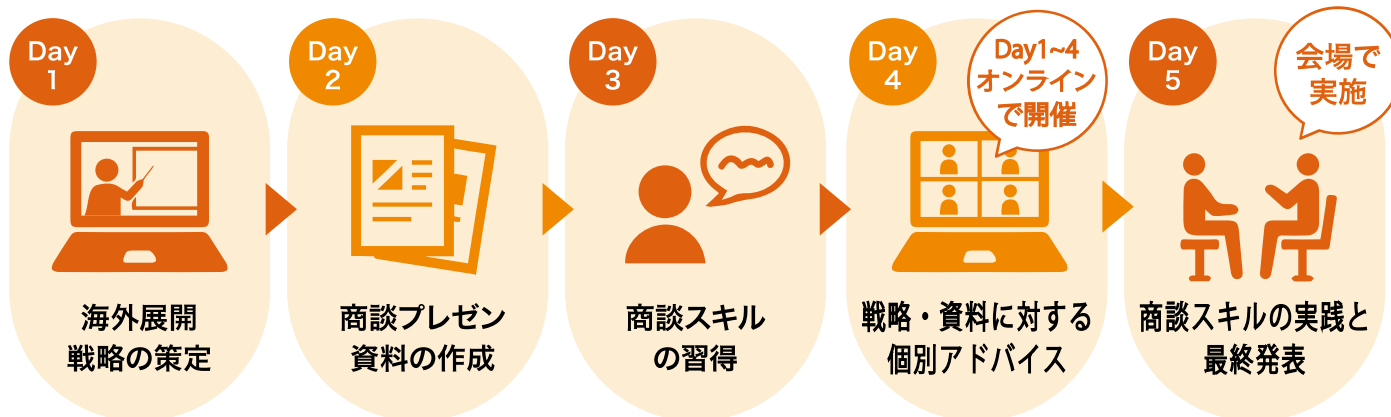 Day
1
海外展開
戦略の策定
Day
2
商談プレゼン
資料の作成
Day
3
商談スキル
の習得
Day
4
Day1~4
オンライン
で開催
戦略・資料に対する
個別アドバイス
Day
5
会場で
実施
商談スキルの実践と
最終発表